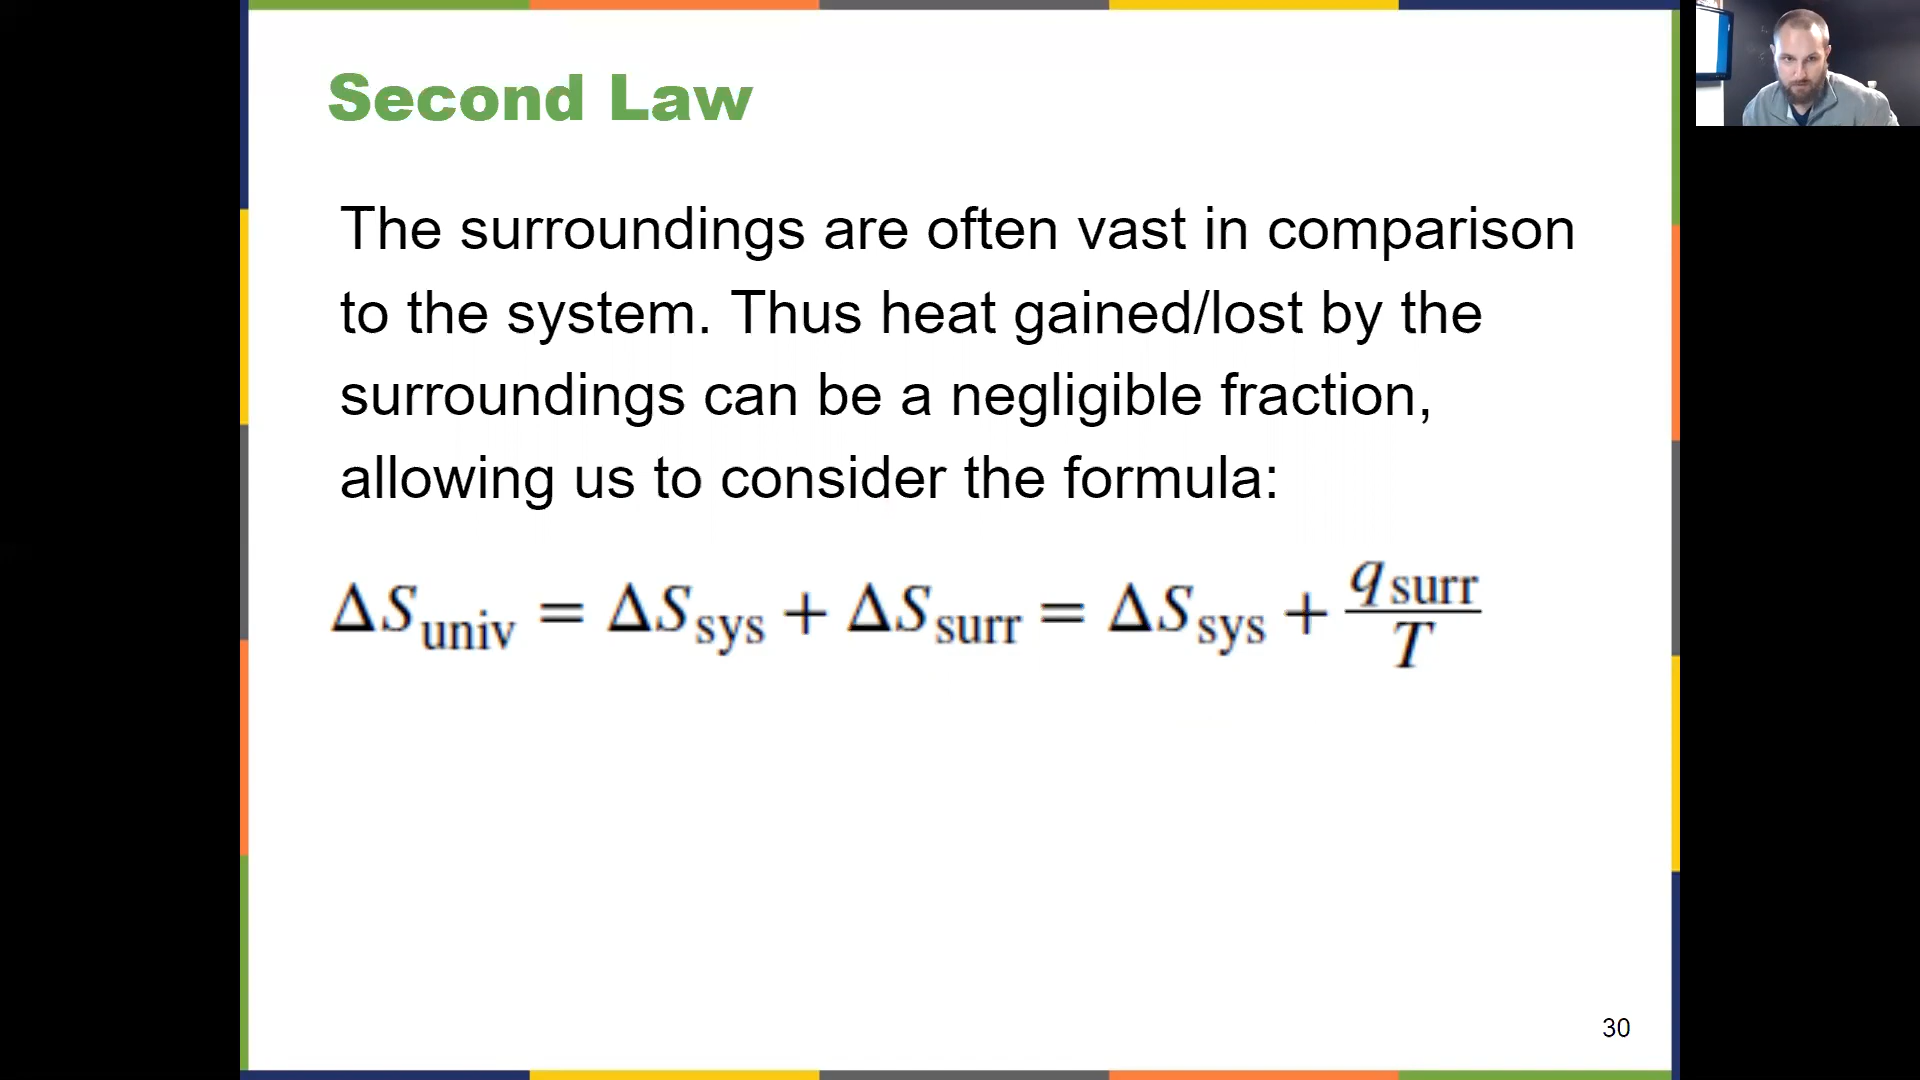 Second Law
The surroundings are often vast in comparison
to the system. Thus heat gained/lost by the
surroundings can be a negligible fraction,
allowing us to consider the formula:
ΔS_univ = ΔS_sys + ΔS_surr = ΔS_sys + q_surr / T
30